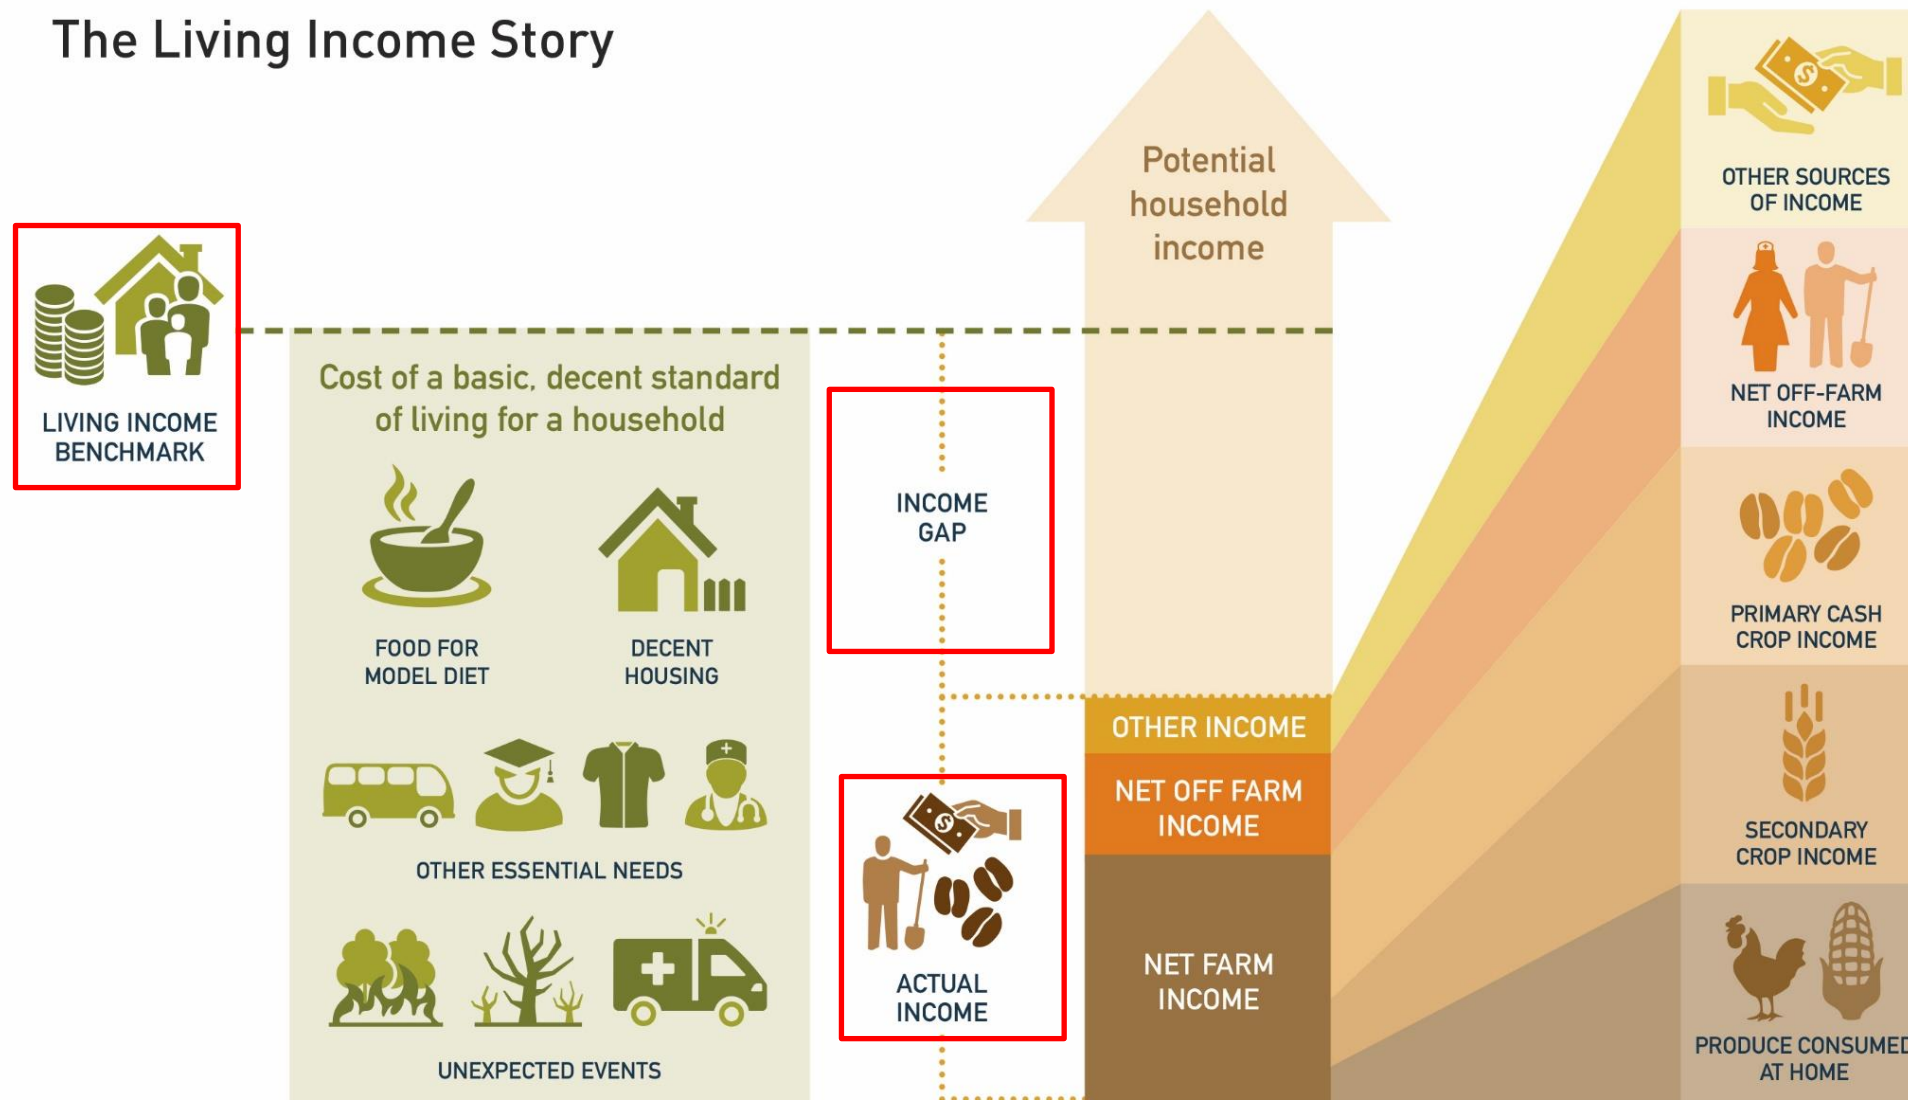 The Living Income Story
LIVING INCOME
BENCHMARK
Cost of a basic, decent standard
of living for a household
FOOD FOR
MODEL DIET
DECENT
HOUSING
OTHER ESSENTIAL NEEDS
UNEXPECTED EVENTS
INCOME
GAP
$
ACTUAL
INCOME
Potential
household
income
OTHER INCOME
NET OFF FARM
INCOME
NET FARM
INCOME
$
OTHER SOURCES
OF INCOME
NET OFF-FARM
INCOME
PRIMARY CASH
CROP INCOME
SECONDARY
CROP INCOME
PRODUCE CONSUMED
AT HOME